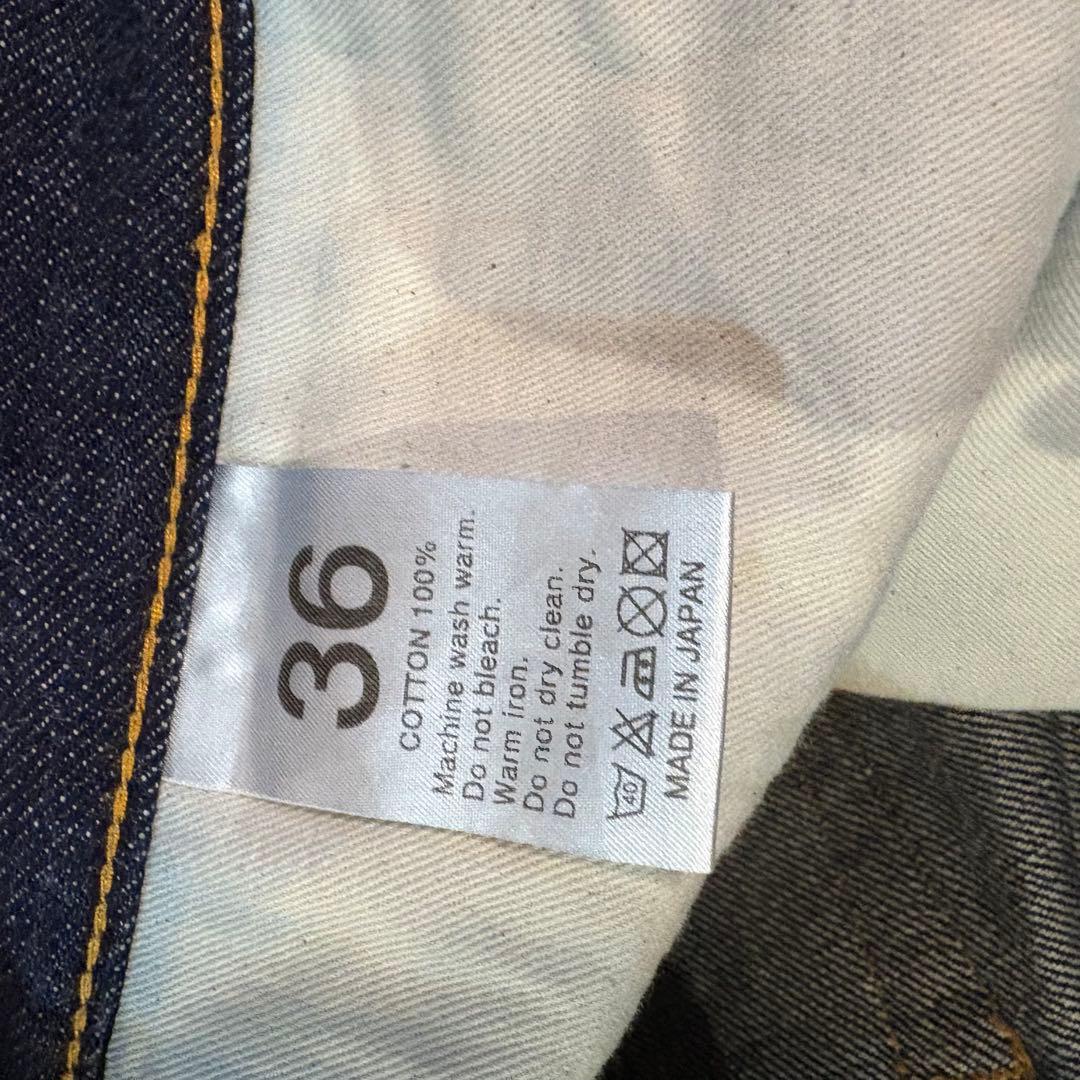 36
COTTON 100%
Machine wash warm.
Do not bleach.
Warm iron.
Do not dry clean.
Do not tumble dry.
40
MADE IN JAPAN